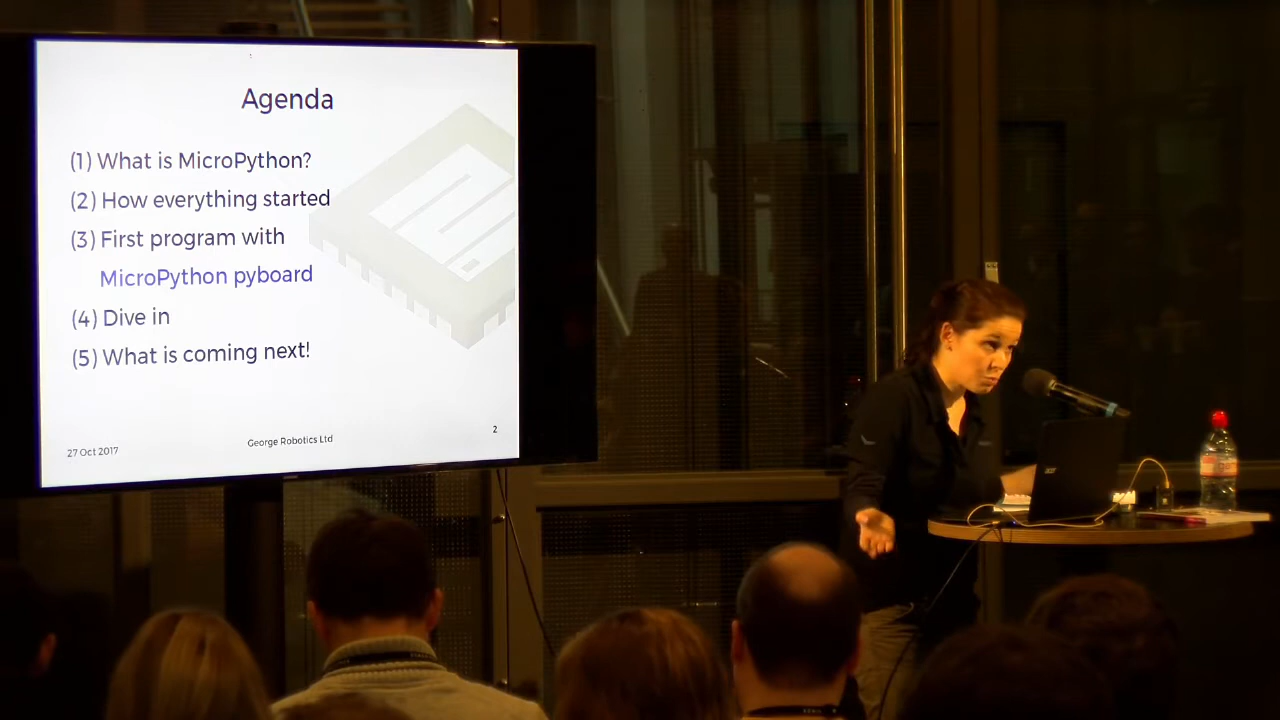 Agenda
(1) What is MicroPython?
(2) How everything started
(3) First program with
MicroPython pyboard
(4) Dive in
(5) What is coming next!
27 Oct 2017
George Robotics Ltd
2
acer